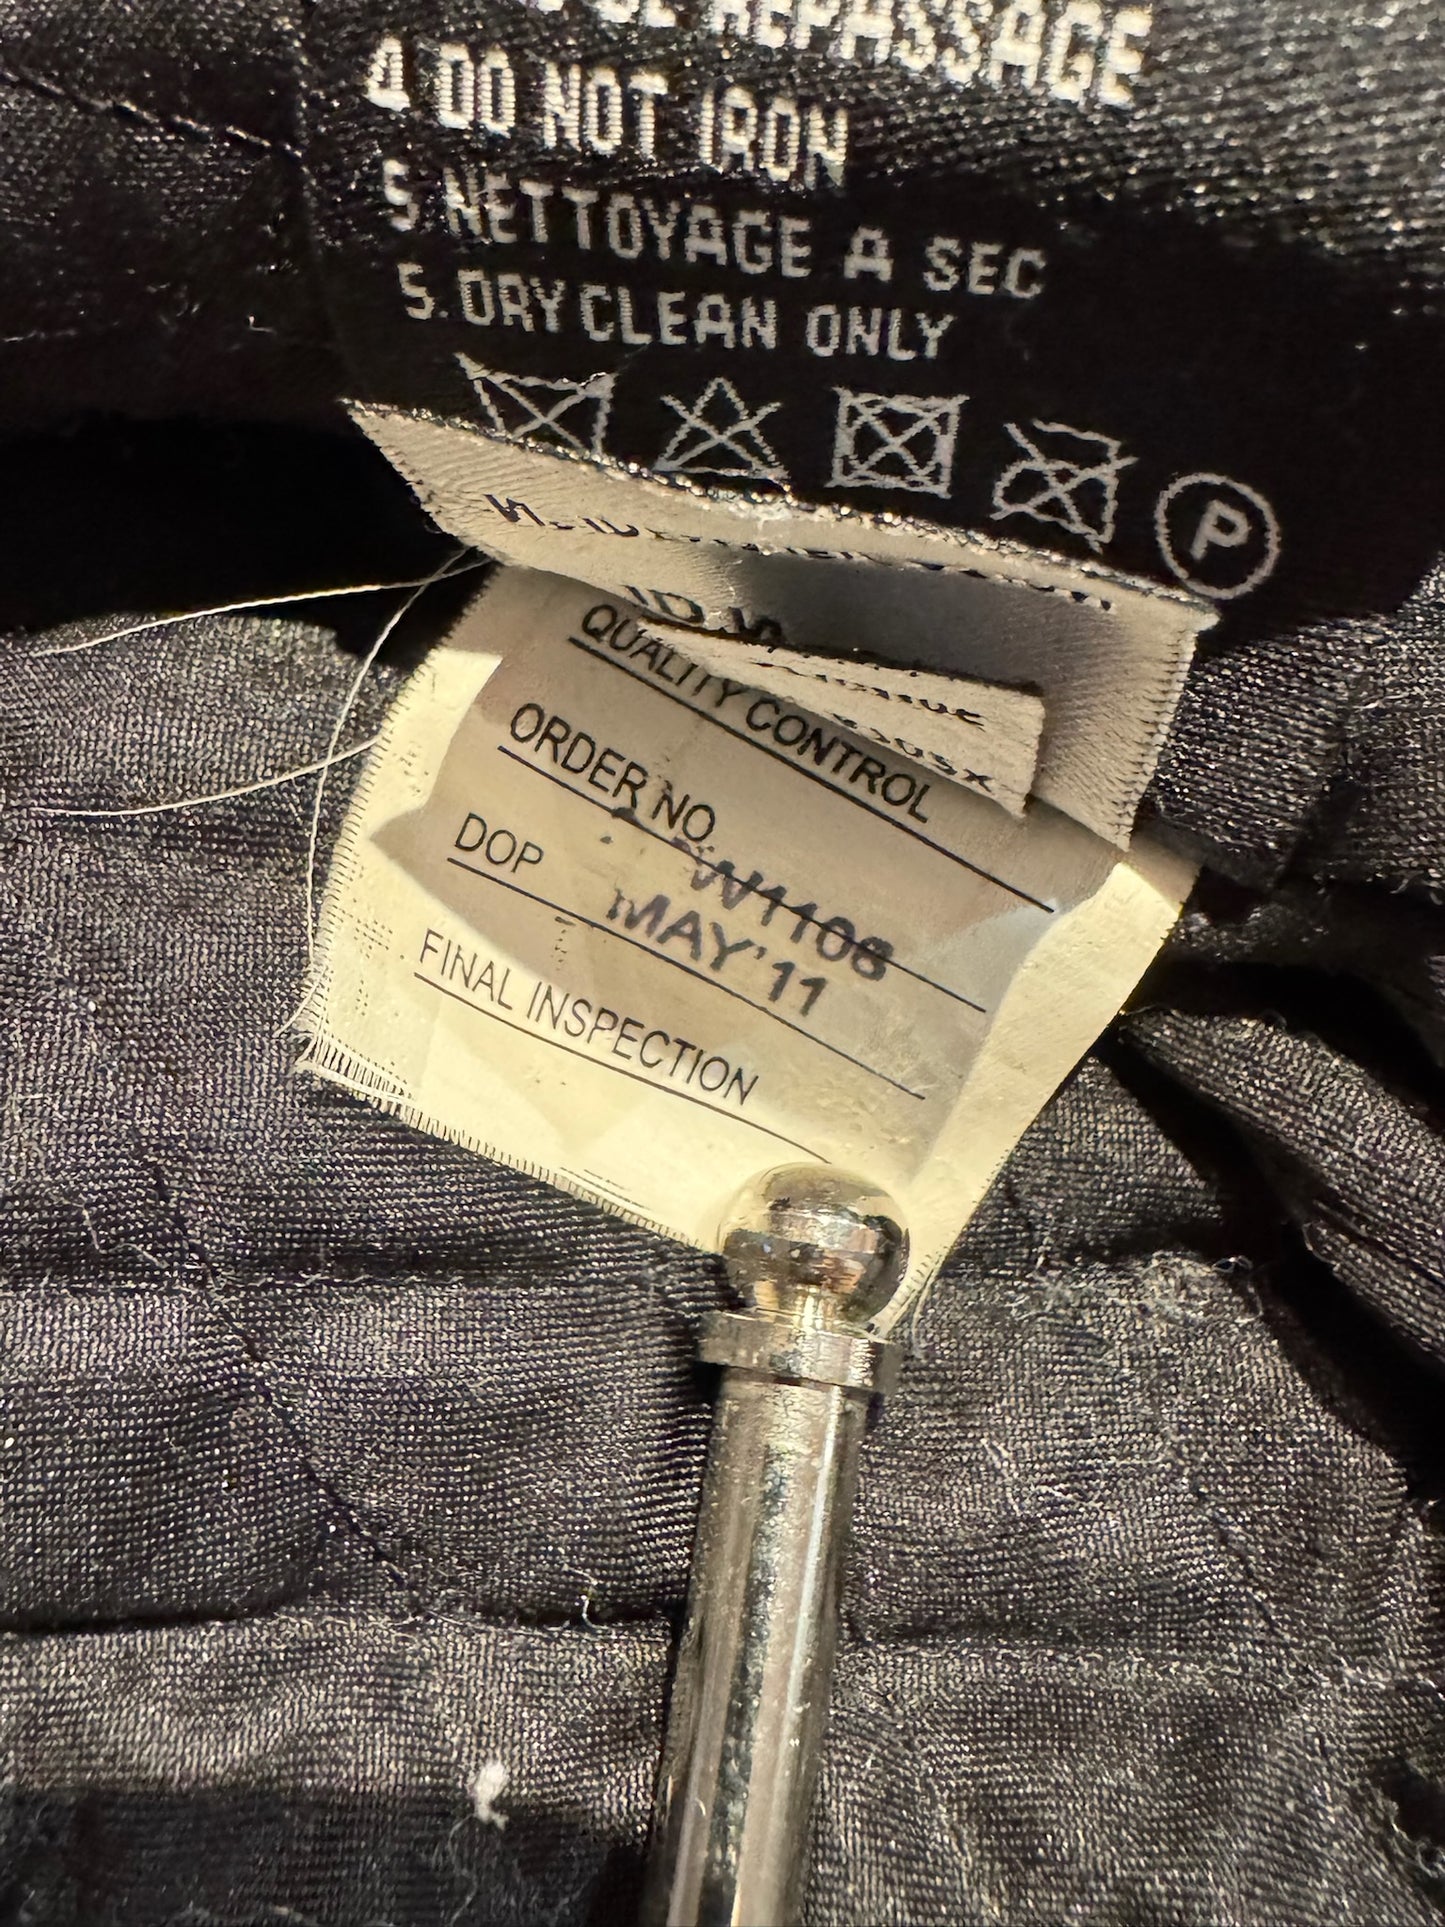 REPASSAGE
4 DO NOT IRON
5. NETTOYAGE A SEC
5. DRY CLEAN ONLY
P
QUALITY CONTROL
ORDER NO
W1108
DOP MAY'11
FINAL INSPECTION